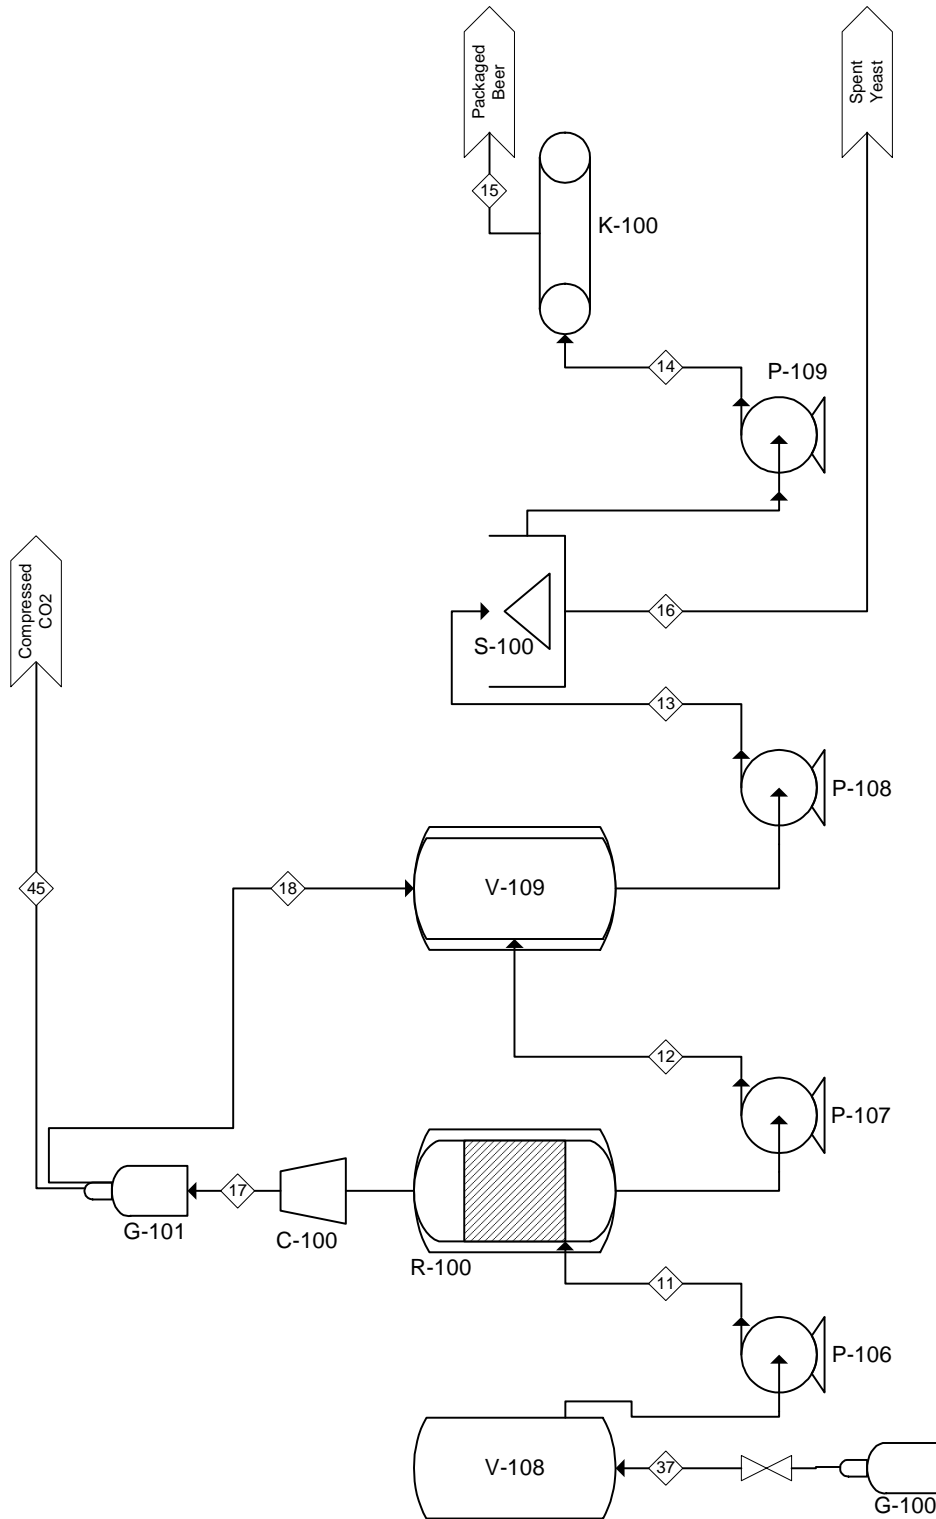 Packaged
Beer
Spent
Yeast
15
K-100
14
P-109
Compressed
CO2
S-100
16
13
P-108
45
18
V-109
12
P-107
17
G-101
C-100
R-100
11
P-106
V-108
37
G-100